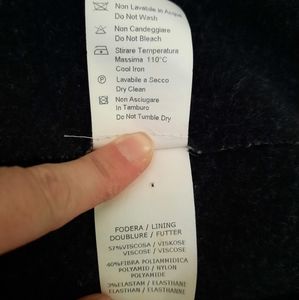 Non Lavabile in Acqua
Do Not Wash
Non Candeggiare
Do Not Bleach
Stirare Temperatura
Massima 110°C
Cool Iron
Lavabile a Secco
Dry Clean
Non Asciugare
In Tamburo
Do Not Tumble Dry
FODERA / LINING
DOUBLURE / FUTTER
57%VISCOSA / VISKOSE
VISCOSE / VISCOSE
40%FIBRA POLIAMMIDICA
POLYAMID / NYLON
POLYAMIDE
3%ELASTAN / ELASTHAN
ELASTHAN / ELASTHANNE